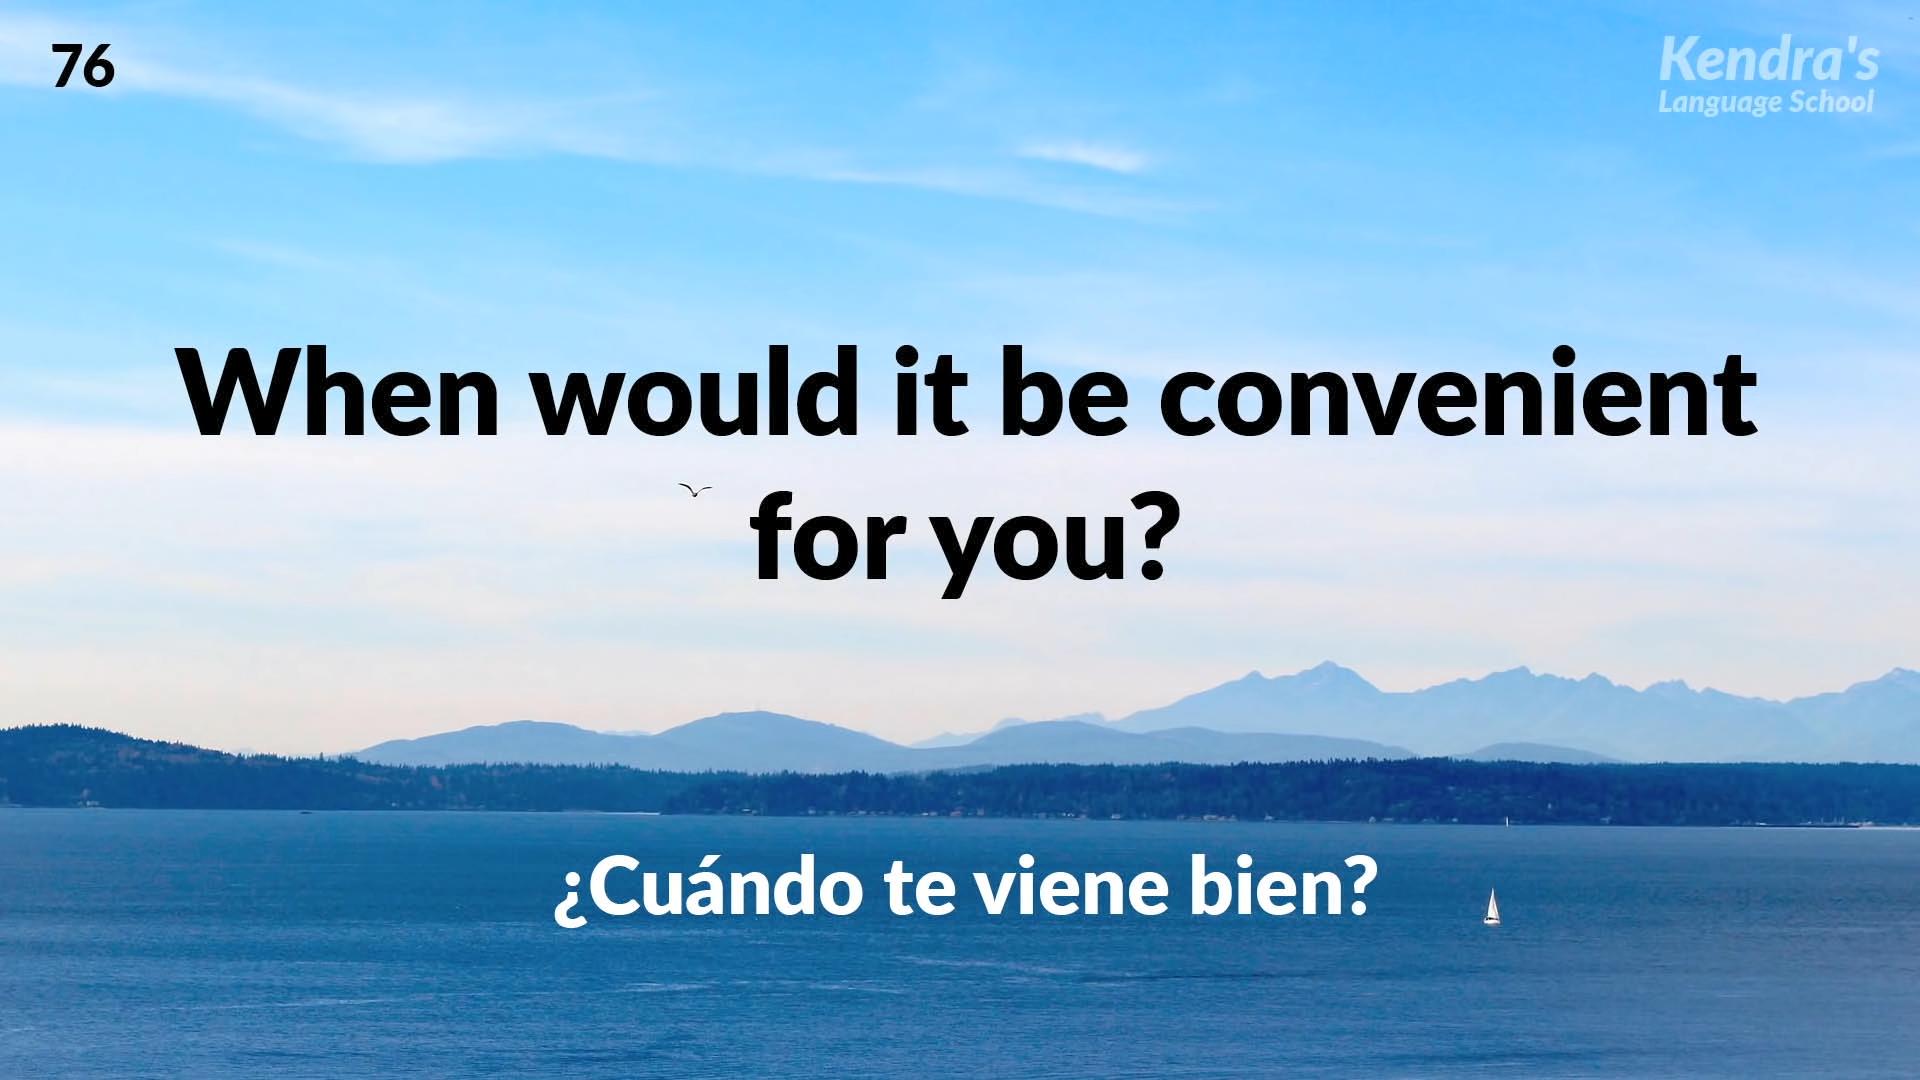 76
Kendra's
Language School
When would it be convenient
for you?
¿Cuándo te viene bien?